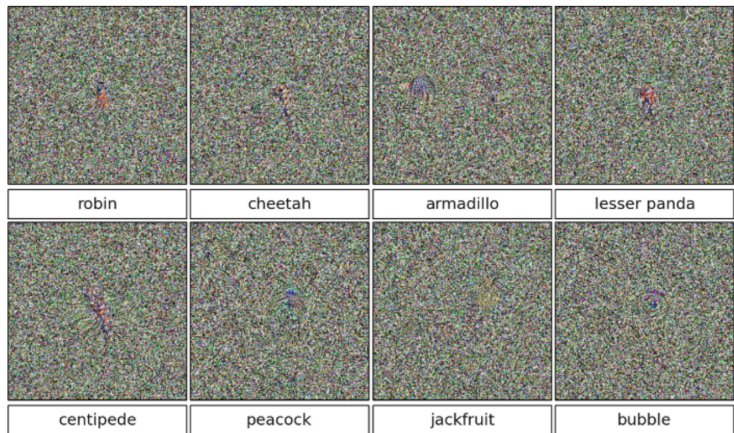 robin
cheetah
armadillo
lesser panda
centipede
peacock
jackfruit
bubble